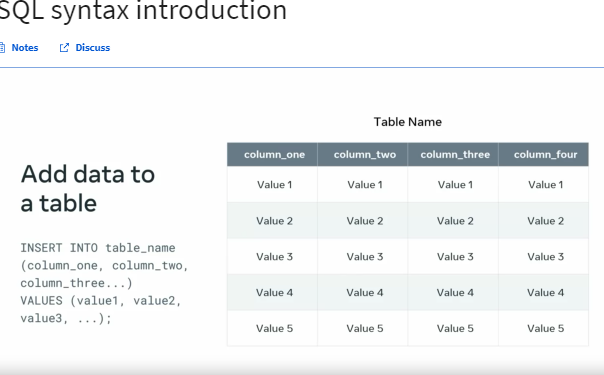 SQL syntax introduction
Notes Discuss
Table Name
column_one column_two column_three column_four
Value 1 Value 1 Value 1 Value 1
Value 2 Value 2 Value 2 Value 2
Value 3 Value 3 Value 3 Value 3
Value 4 Value 4 Value 4 Value 4
Value 5 Value 5 Value 5 Value 5
Add data to
a table
INSERT INTO table_name
(column_one, column_two,
column_three...)
VALUES (value1, value2,
value3, ...);